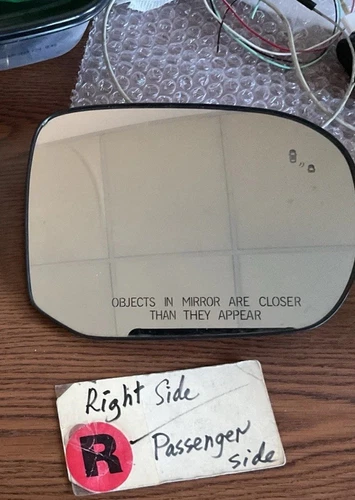 OBJECTS IN MIRROR ARE CLOSER
THAN THEY APPEAR
Right Side
R
Passenger
side